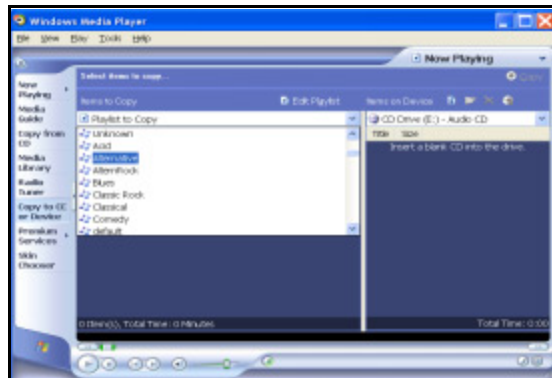 Windows Media Player
File View Play Tools Help
Now Playing
Now Playing
Media Guide
Copy from CD
Media Library
Radio Tuner
Copy to CD or Device
Premium Services
Skin Chooser
Select items to copy...
Copy
Items to Copy
Edit Playlist
Items on Device
Playlist to Copy
CD Drive (E:) - Audio CD
Unknown
Acid
Alternative
AlternRock
Blues
Classic Rock
Classical
Comedy
default
Title Size
Insert a blank CD into the drive.
0 Item(s), Total Time: 0 Minutes
Total Time: 0:00